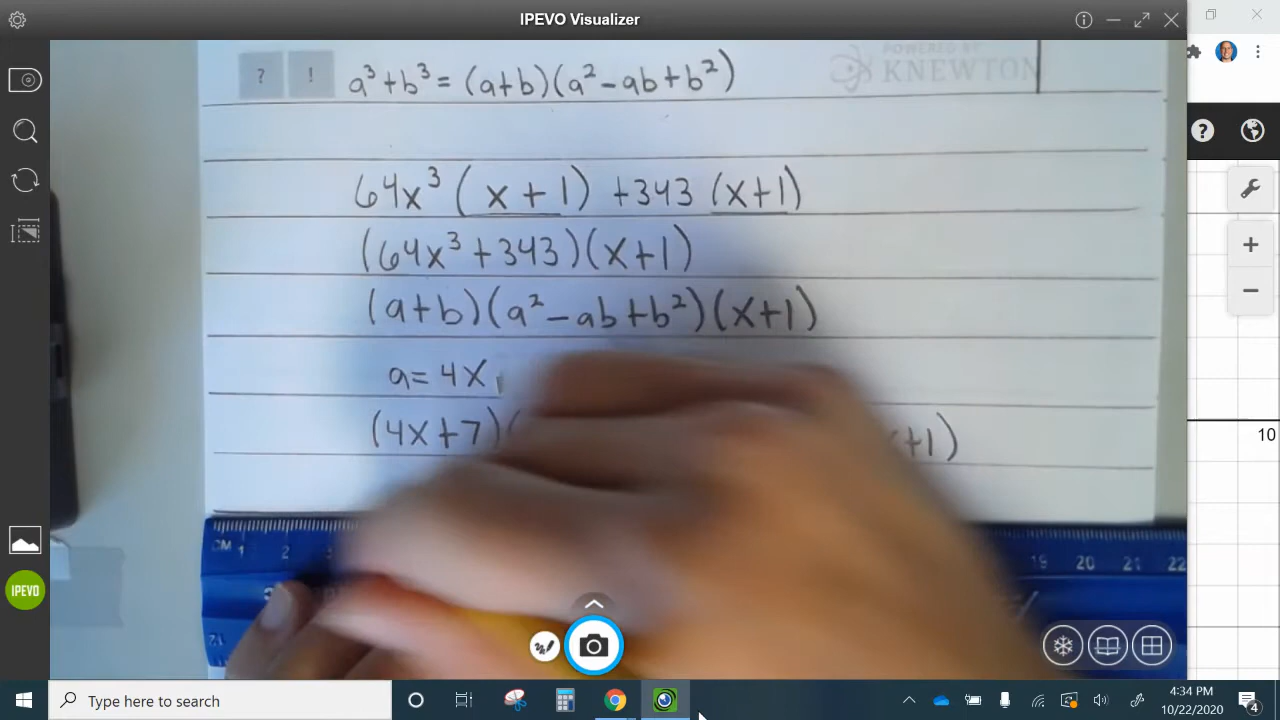 IPEVO Visualizer
POWERED BY
KNEWTON
? !
a³+b³=(a+b)(a²-ab+b²)
64x³(x+1)+343(x+1)
(64x³+343)(x+1)
(a+b)(a²-ab+b²)(x+1)
a=4x,
(4x+7)( +1)
10
CM 1 2 19 20 21 22
IPEVO
Type here to search
4:34 PM
10/22/2020
4